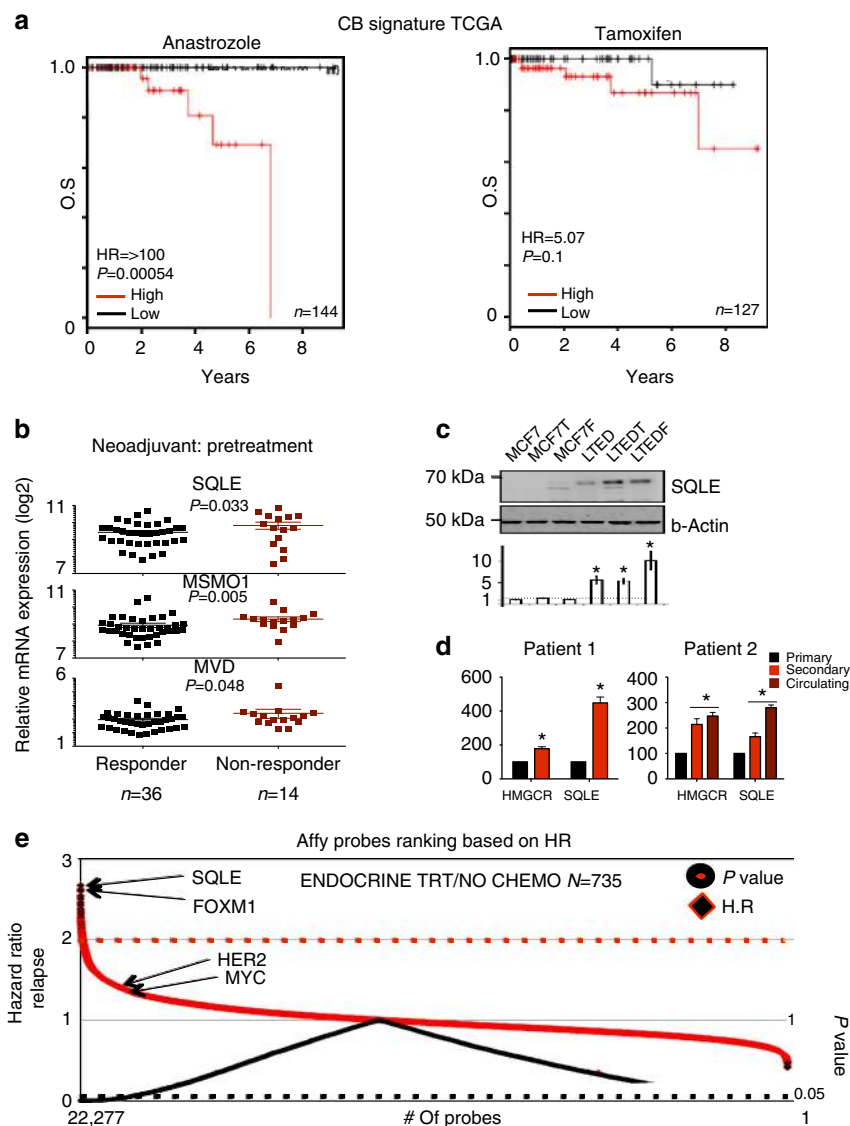 a
CB signature TCGA
Anastrozole
1.0
O.S
HR=>100
P=0.00054
High
Low
n=144
0
0 2 4 6 8
Years
Tamoxifen
1.0
O.S
HR=5.07
P=0.1
High
Low
n=127
0
0 2 4 6 8
Years
b
Neoadjuvant: pretreatment
Relative mRNA expression (log2)
SQLE
P=0.033
11
7
MSMO1
P=0.005
11
7
MVD
P=0.048
6
1
Responder Non-responder
n=36 n=14
c
MCF7 MCF7T MCF7F LTED LTEDT LTEDF
70 kDa
SQLE
50 kDa
b-Actin
10
5
1
* * *
d
Patient 1
600
400
200
0
* *
HMGCR SQLE
Patient 2
Primary
Secondary
Circulating
400
300
200
100
0
* *
HMGCR SQLE
e
Affy probes ranking based on HR
Hazard ratio
relapse
3
2
1
0
SQLE
FOXM1
ENDOCRINE TRT/NO CHEMO N=735
P value
H.R
HER2
MYC
1
0.05
P value
22,277 # Of probes 1